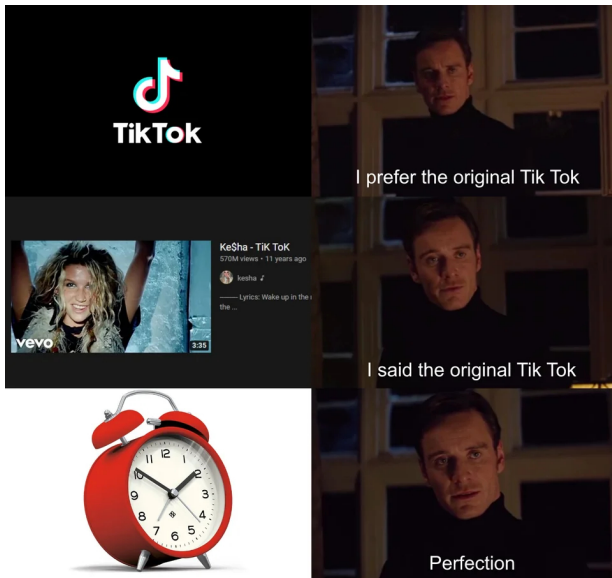 TikTok
I prefer the original Tik Tok
Ke$ha - TiK ToK
570M views • 11 years ago
kesha ♪
——— Lyrics: Wake up in the
the ...
vevo
3:35
I said the original Tik Tok
12
11
1
10
2
9
3
8
4
7
5
6
Perfection